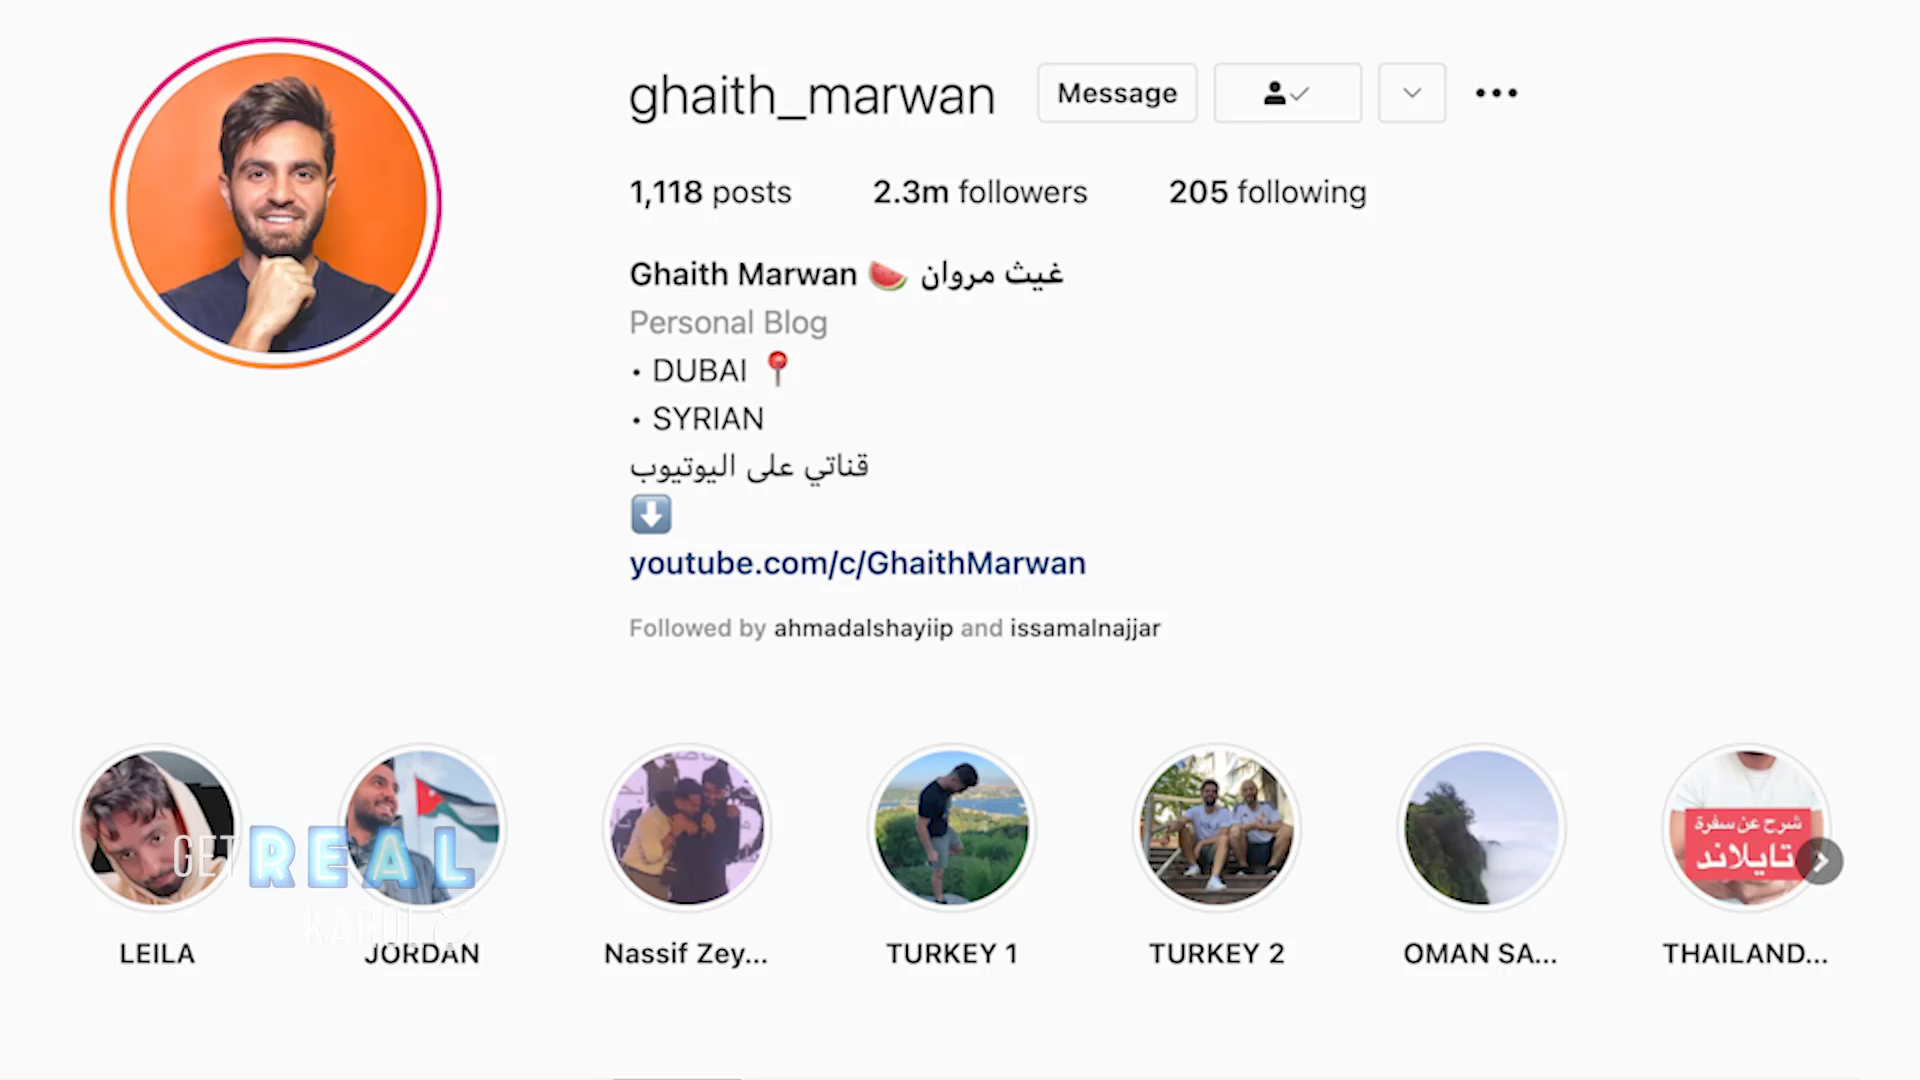 ghaith_marwan Message
1,118 posts 2.3m followers 205 following
Ghaith Marwan 🍉 غيث مروان
Personal Blog
• DUBAI 📍
• SYRIAN
قناتي على اليوتيوب
⬇️
youtube.com/c/GhaithMarwan
Followed by ahmadalshayiip and issamalnajjar
شرح عن سفرة
تايلاند
GET REAL
LEILA JORDAN Nassif Zey... TURKEY 1 TURKEY 2 OMAN SA... THAILAND...